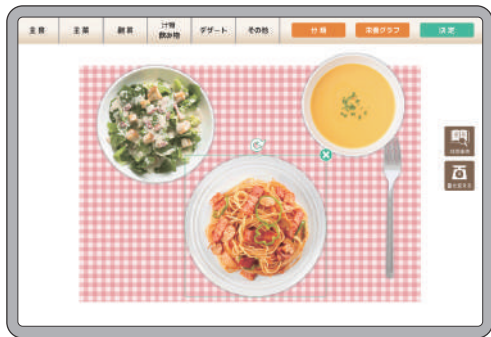 主食
主菜
副菜
汁物
飲み物
デザート
その他
分類
栄養グラフ
決定